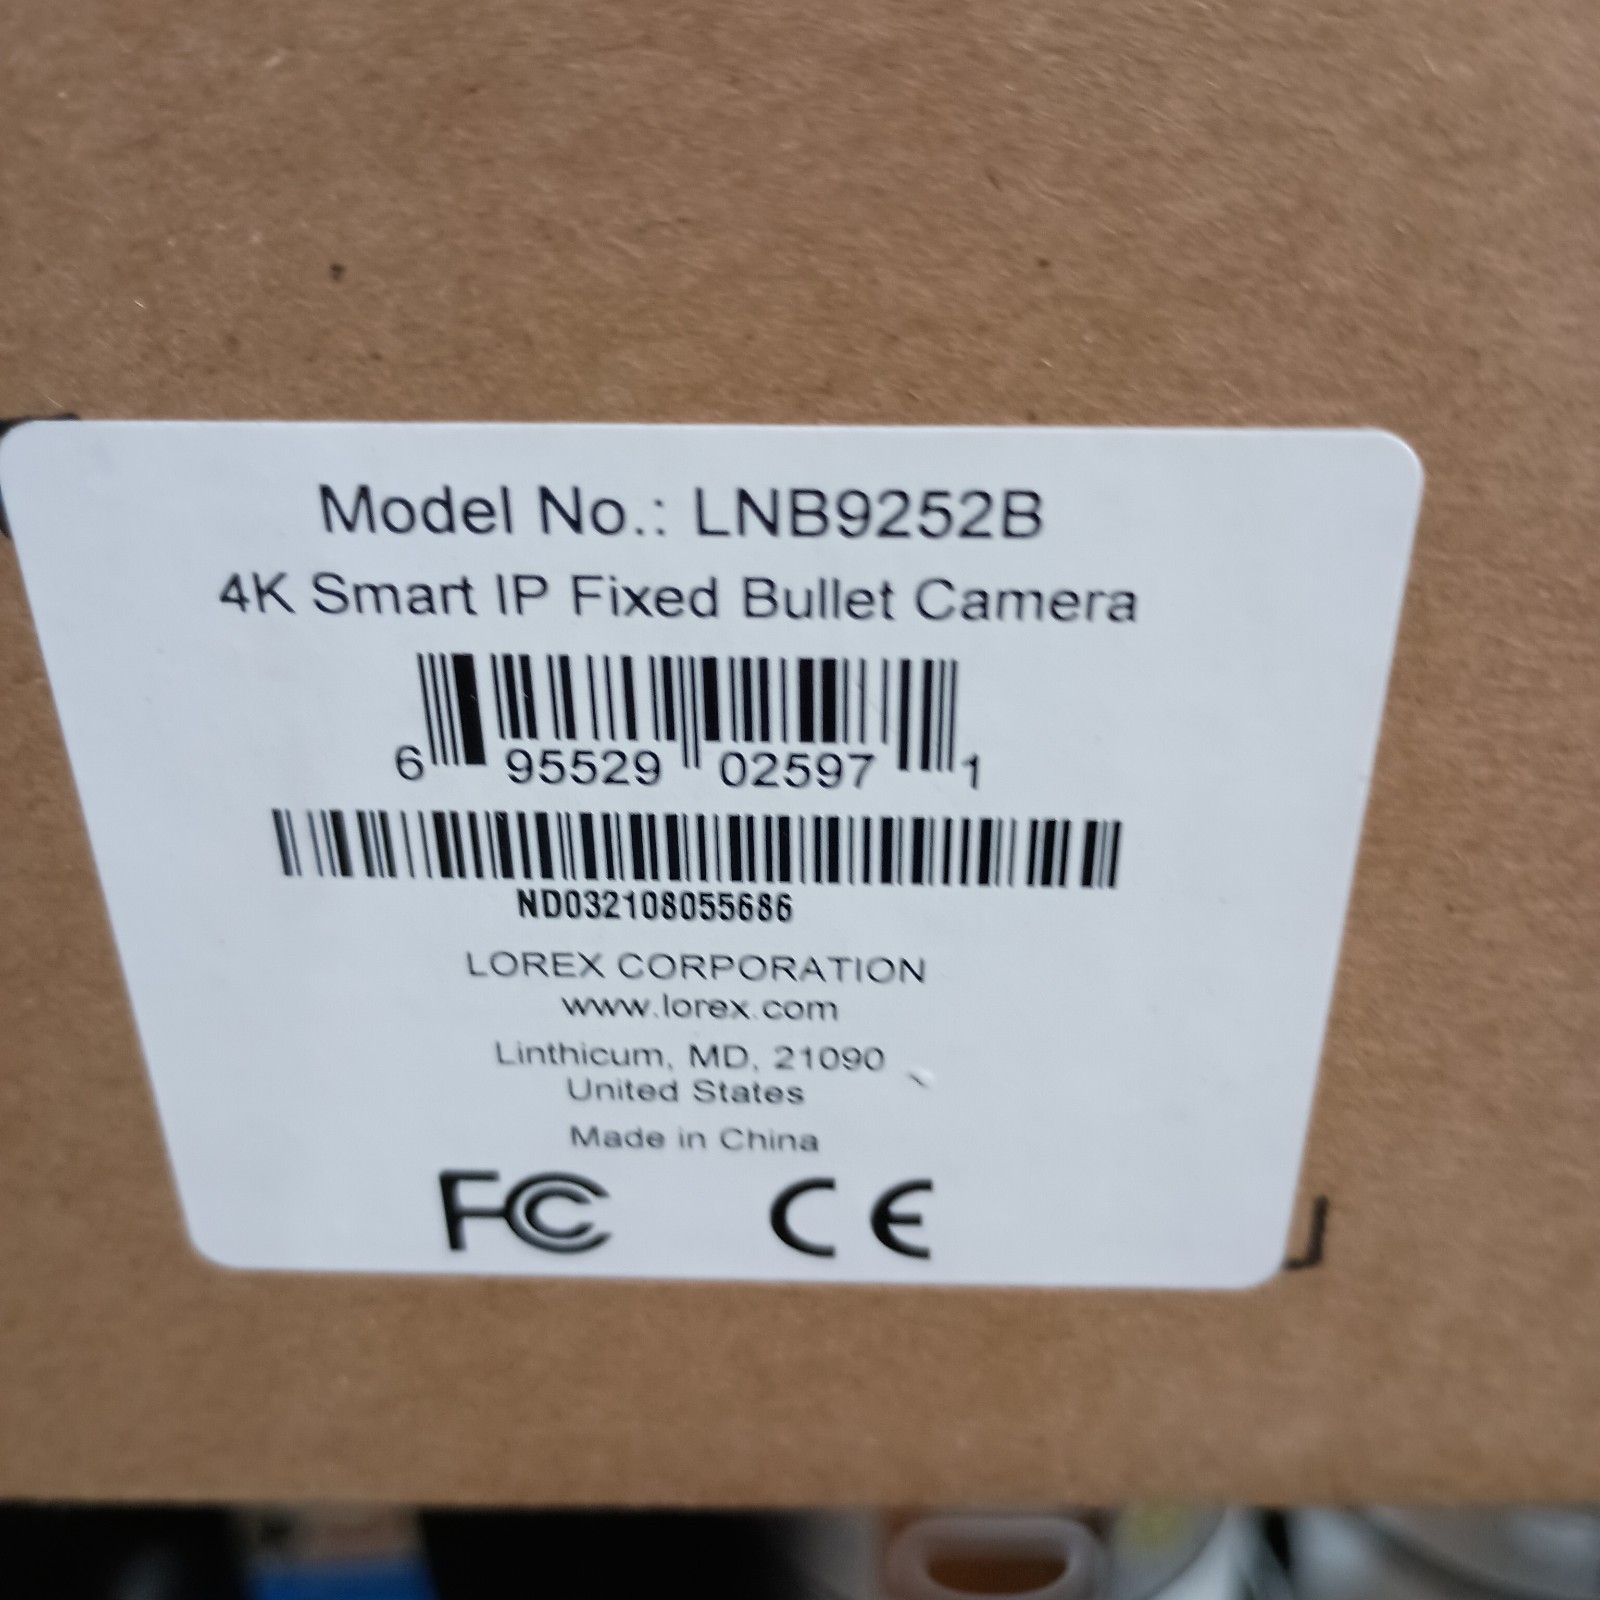 Model No.: LNB9252B
4K Smart IP Fixed Bullet Camera
6 95529 02597 1
ND032108055686
LOREX CORPORATION
www.lorex.com
Linthicum, MD, 21090
United States
Made in China
FC CE